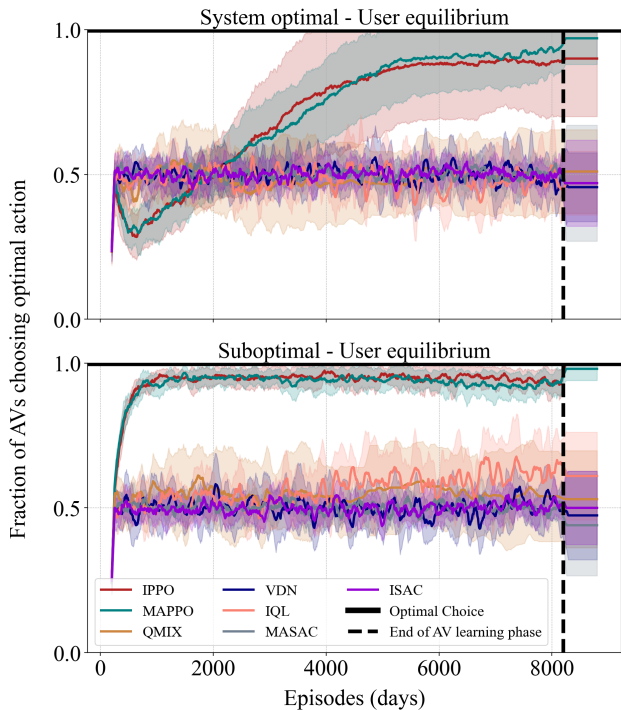 System optimal - User equilibrium
1.0
0.5
0.0
Suboptimal - User equilibrium
1.0
0.5
1.0
0 2000 4000 6000 8000
Episodes (days)
Fraction of AVs choosing optimal action
IPPO VDN ISAC
MAPPO IQL Optimal Choice
QMIX MASAC End of AV learning phase